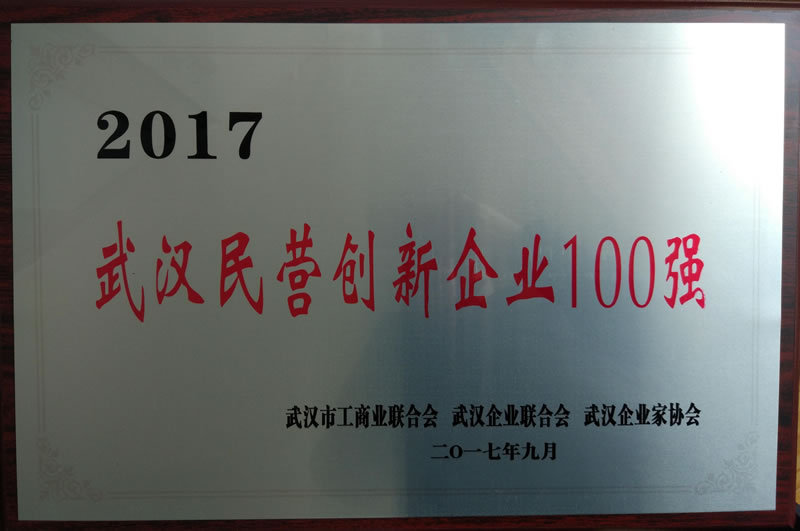 2017
武汉民营创新企业100强
武汉市工商业联合会 武汉企业联合会 武汉企业家协会
二〇一七年九月